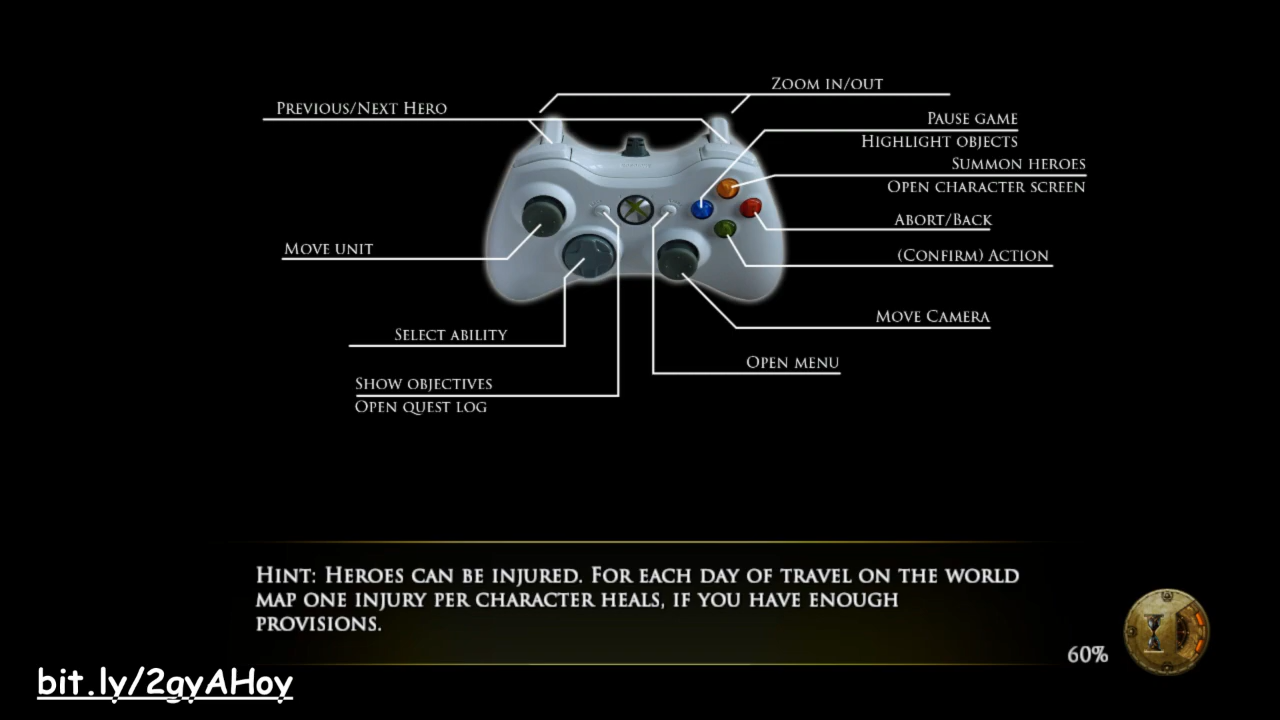 Zoom in/out
Previous/Next Hero
Pause game
Highlight objects
Summon heroes
Open character screen
Abort/Back
Move unit
(Confirm) Action
Move Camera
Select ability
Open menu
Show objectives
Open quest log
Hint: Heroes can be injured. For each day of travel on the world
map one injury per character heals, if you have enough
provisions.
60%
bit.ly/2gyAHoy